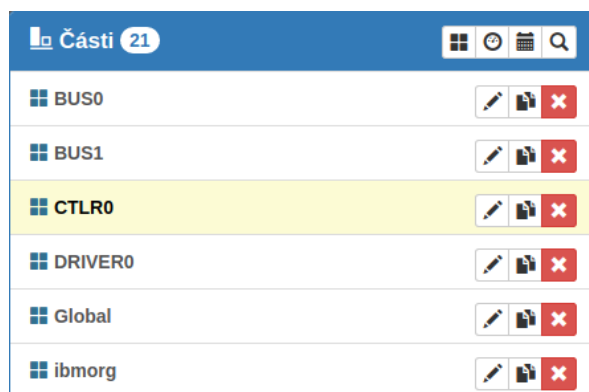 Části 21
BUS0
BUS1
CTLR0
DRIVER0
Global
ibmorg